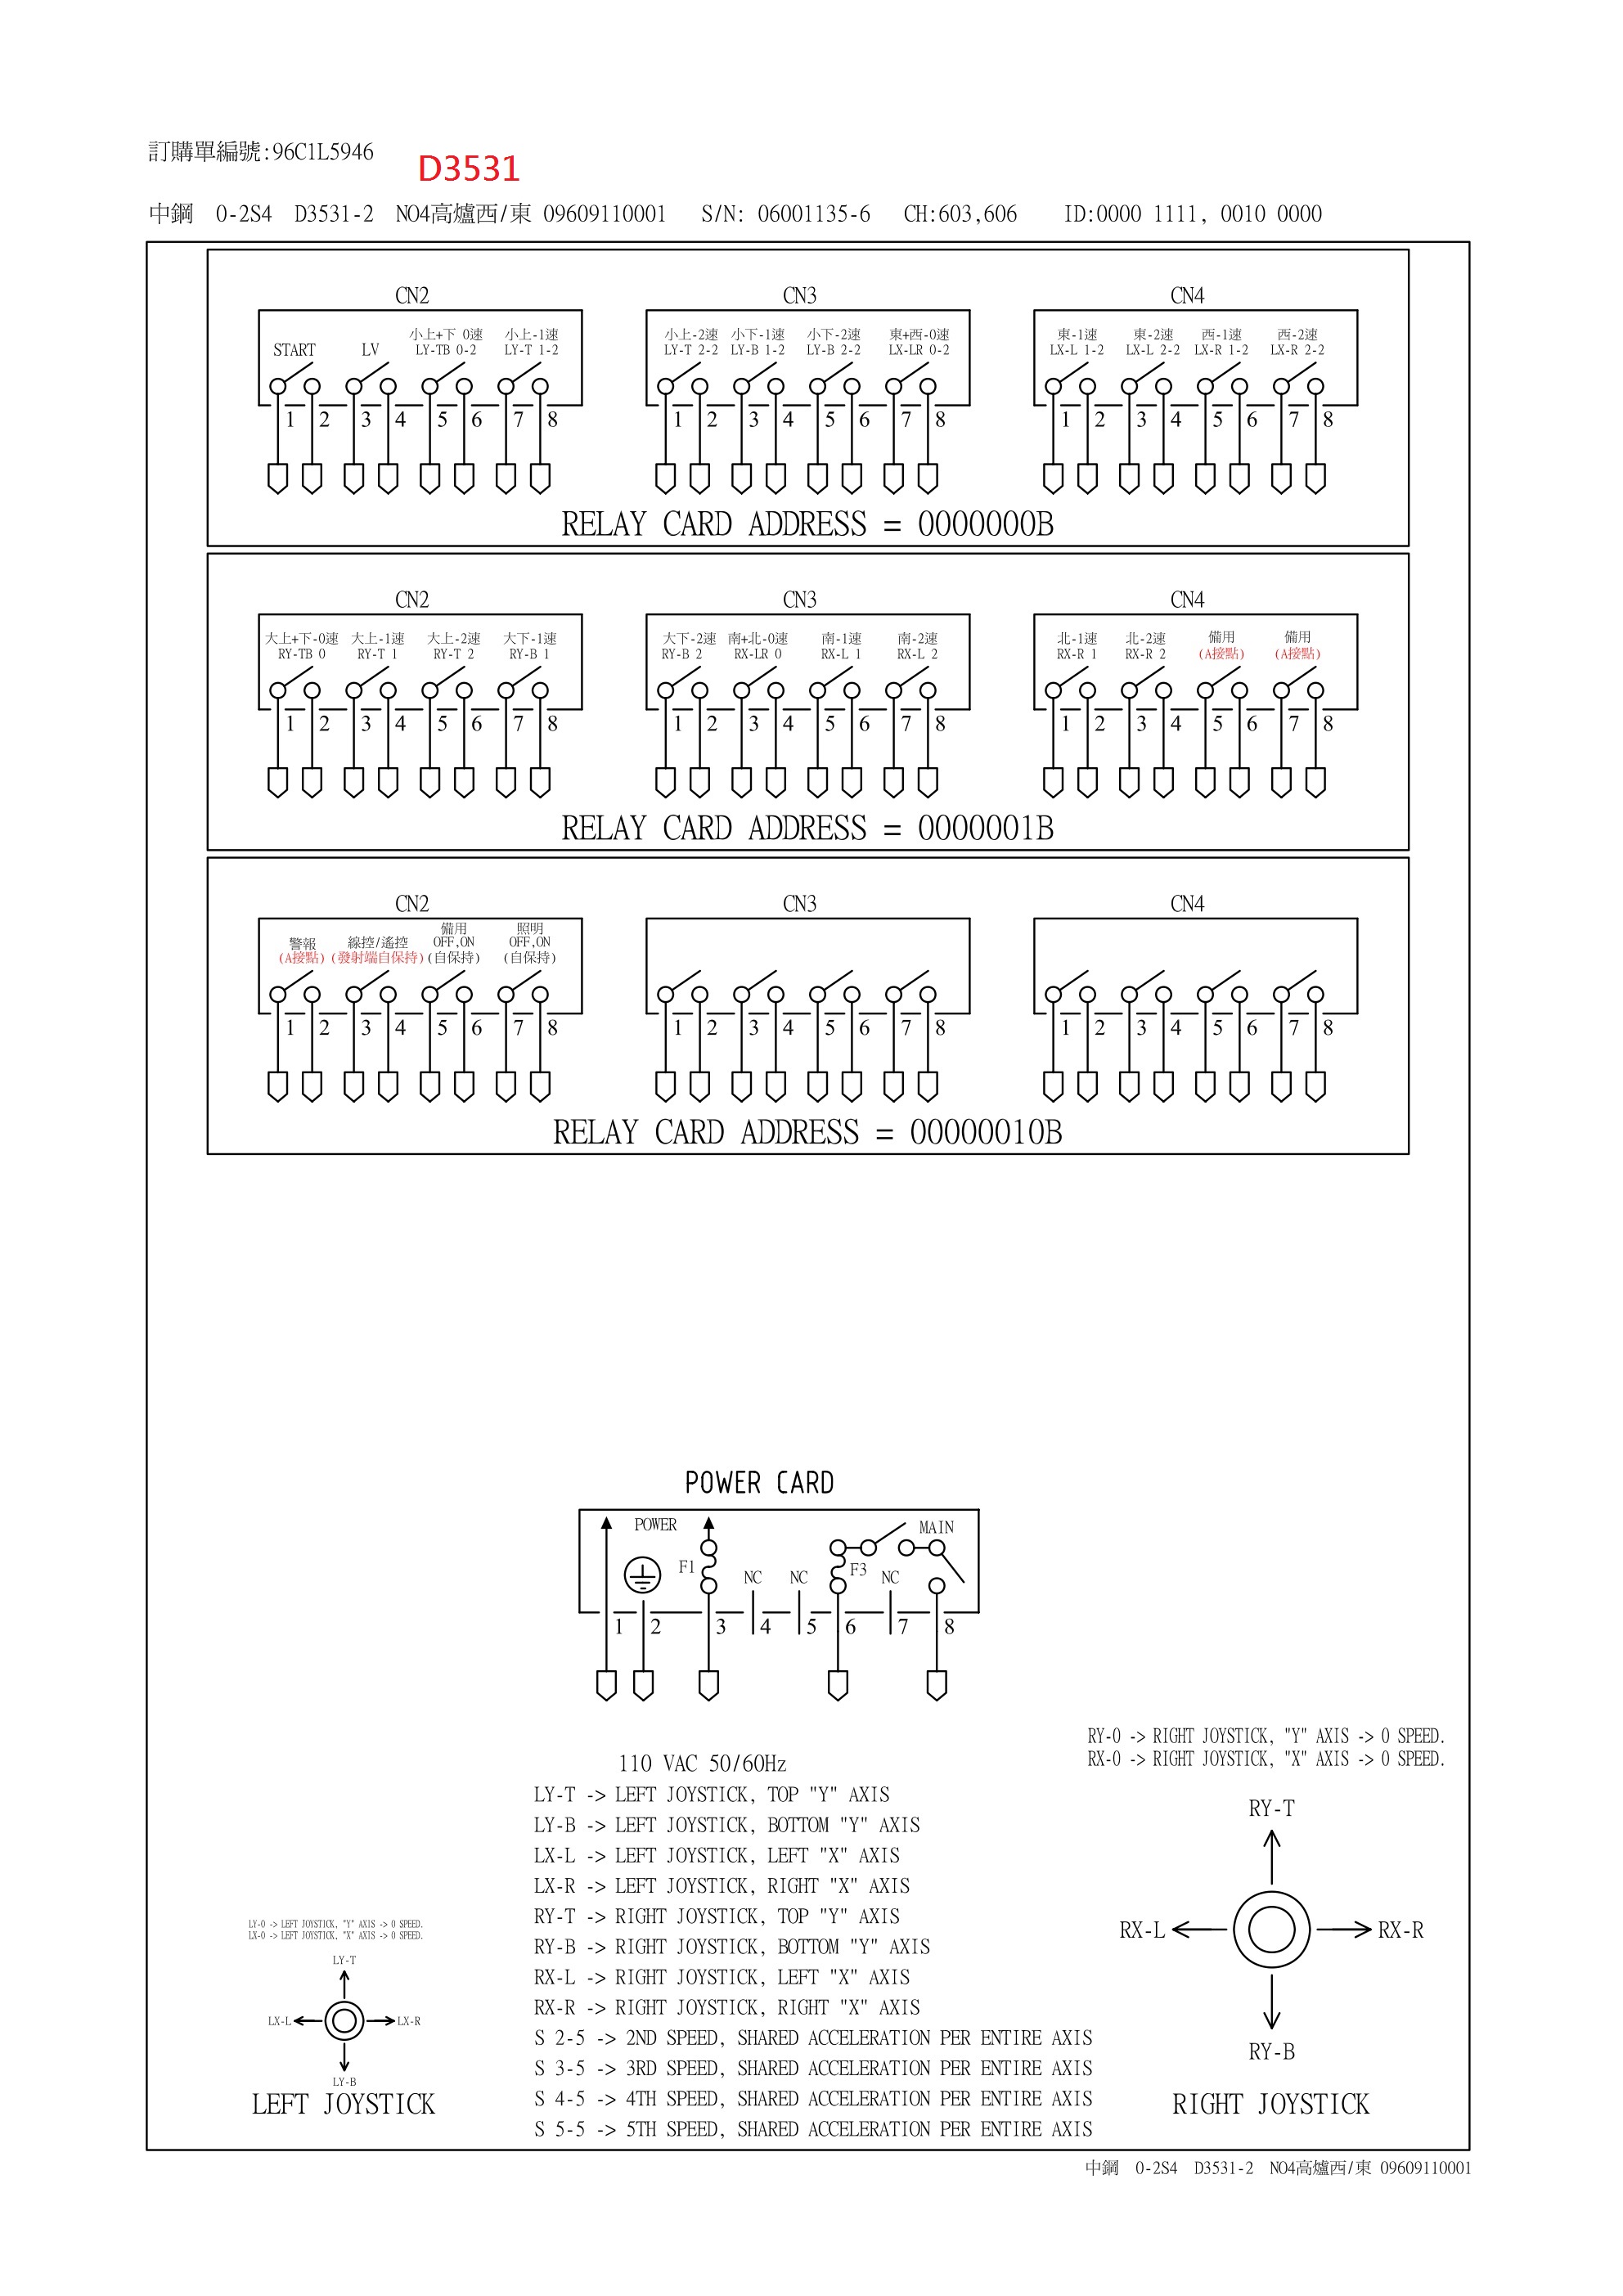 訂購單編號:96C1L5946
D3531
中鋼 0-2S4 D3531-2 NO4高爐西/東 09609110001 S/N: 06001135-6 CH:603,606 ID:0000 1111, 0010 0000
CN2 CN3 CN4
小上+下 0速 小上-1速 小上-2速 小下-1速 小下-2速 東+西-0速 東-1速 東-2速 西-1速 西-2速
START LV LY-TB 0-2 LY-T 1-2 LY-T 2-2 LY-B 1-2 LY-B 2-2 LX-LR 0-2 LX-L 1-2 LX-L 2-2 LX-R 1-2 LX-R 2-2
1 2 3 4 5 6 7 8 1 2 3 4 5 6 7 8 1 2 3 4 5 6 7 8
RELAY CARD ADDRESS = 0000000B
CN2 CN3 CN4
大上+下-0速 大上-1速 大上-2速 大下-1速 大下-2速 南+北-0速 南-1速 南-2速 北-1速 北-2速 備用 備用
RY-TB 0 RY-T 1 RY-T 2 RY-B 1 RY-B 2 RX-LR 0 RX-L 1 RX-L 2 RX-R 1 RX-R 2 (A接點) (A接點)
1 2 3 4 5 6 7 8 1 2 3 4 5 6 7 8 1 2 3 4 5 6 7 8
RELAY CARD ADDRESS = 0000001B
CN2 CN3 CN4
備用 照明
警報 線控/遙控 OFF,ON OFF,ON
(A接點) (發射端自保持) (自保持) (自保持)
1 2 3 4 5 6 7 8 1 2 3 4 5 6 7 8 1 2 3 4 5 6 7 8
RELAY CARD ADDRESS = 00000010B
POWER CARD
POWER MAIN
F1 NC NC F3 NC
1 2 3 4 5 6 7 8
110 VAC 50/60Hz
LY-T -> LEFT JOYSTICK, TOP "Y" AXIS
LY-B -> LEFT JOYSTICK, BOTTOM "Y" AXIS
LX-L -> LEFT JOYSTICK, LEFT "X" AXIS
LX-R -> LEFT JOYSTICK, RIGHT "X" AXIS
RY-T -> RIGHT JOYSTICK, TOP "Y" AXIS
RY-B -> RIGHT JOYSTICK, BOTTOM "Y" AXIS
RX-L -> RIGHT JOYSTICK, LEFT "X" AXIS
RX-R -> RIGHT JOYSTICK, RIGHT "X" AXIS
S 2-5 -> 2ND SPEED, SHARED ACCELERATION PER ENTIRE AXIS
S 3-5 -> 3RD SPEED, SHARED ACCELERATION PER ENTIRE AXIS
S 4-5 -> 4TH SPEED, SHARED ACCELERATION PER ENTIRE AXIS
S 5-5 -> 5TH SPEED, SHARED ACCELERATION PER ENTIRE AXIS
LY-0 -> LEFT JOYSTICK, "Y" AXIS -> 0 SPEED.
LX-0 -> LEFT JOYSTICK, "X" AXIS -> 0 SPEED.
LY-T
LX-L LX-R
LY-B
LEFT JOYSTICK
RY-0 -> RIGHT JOYSTICK, "Y" AXIS -> 0 SPEED.
RX-0 -> RIGHT JOYSTICK, "X" AXIS -> 0 SPEED.
RY-T
RX-L RX-R
RY-B
RIGHT JOYSTICK
中鋼 0-2S4 D3531-2 NO4高爐西/東 09609110001